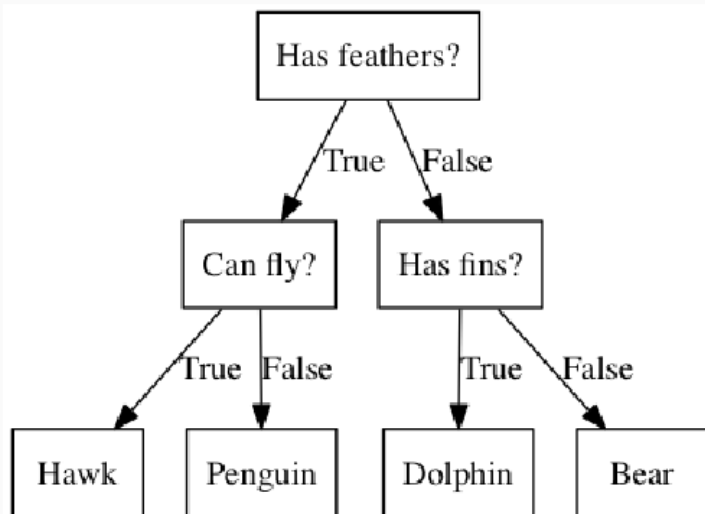 Has feathers?
True False
Can fly? Has fins?
True False True False
Hawk Penguin Dolphin Bear